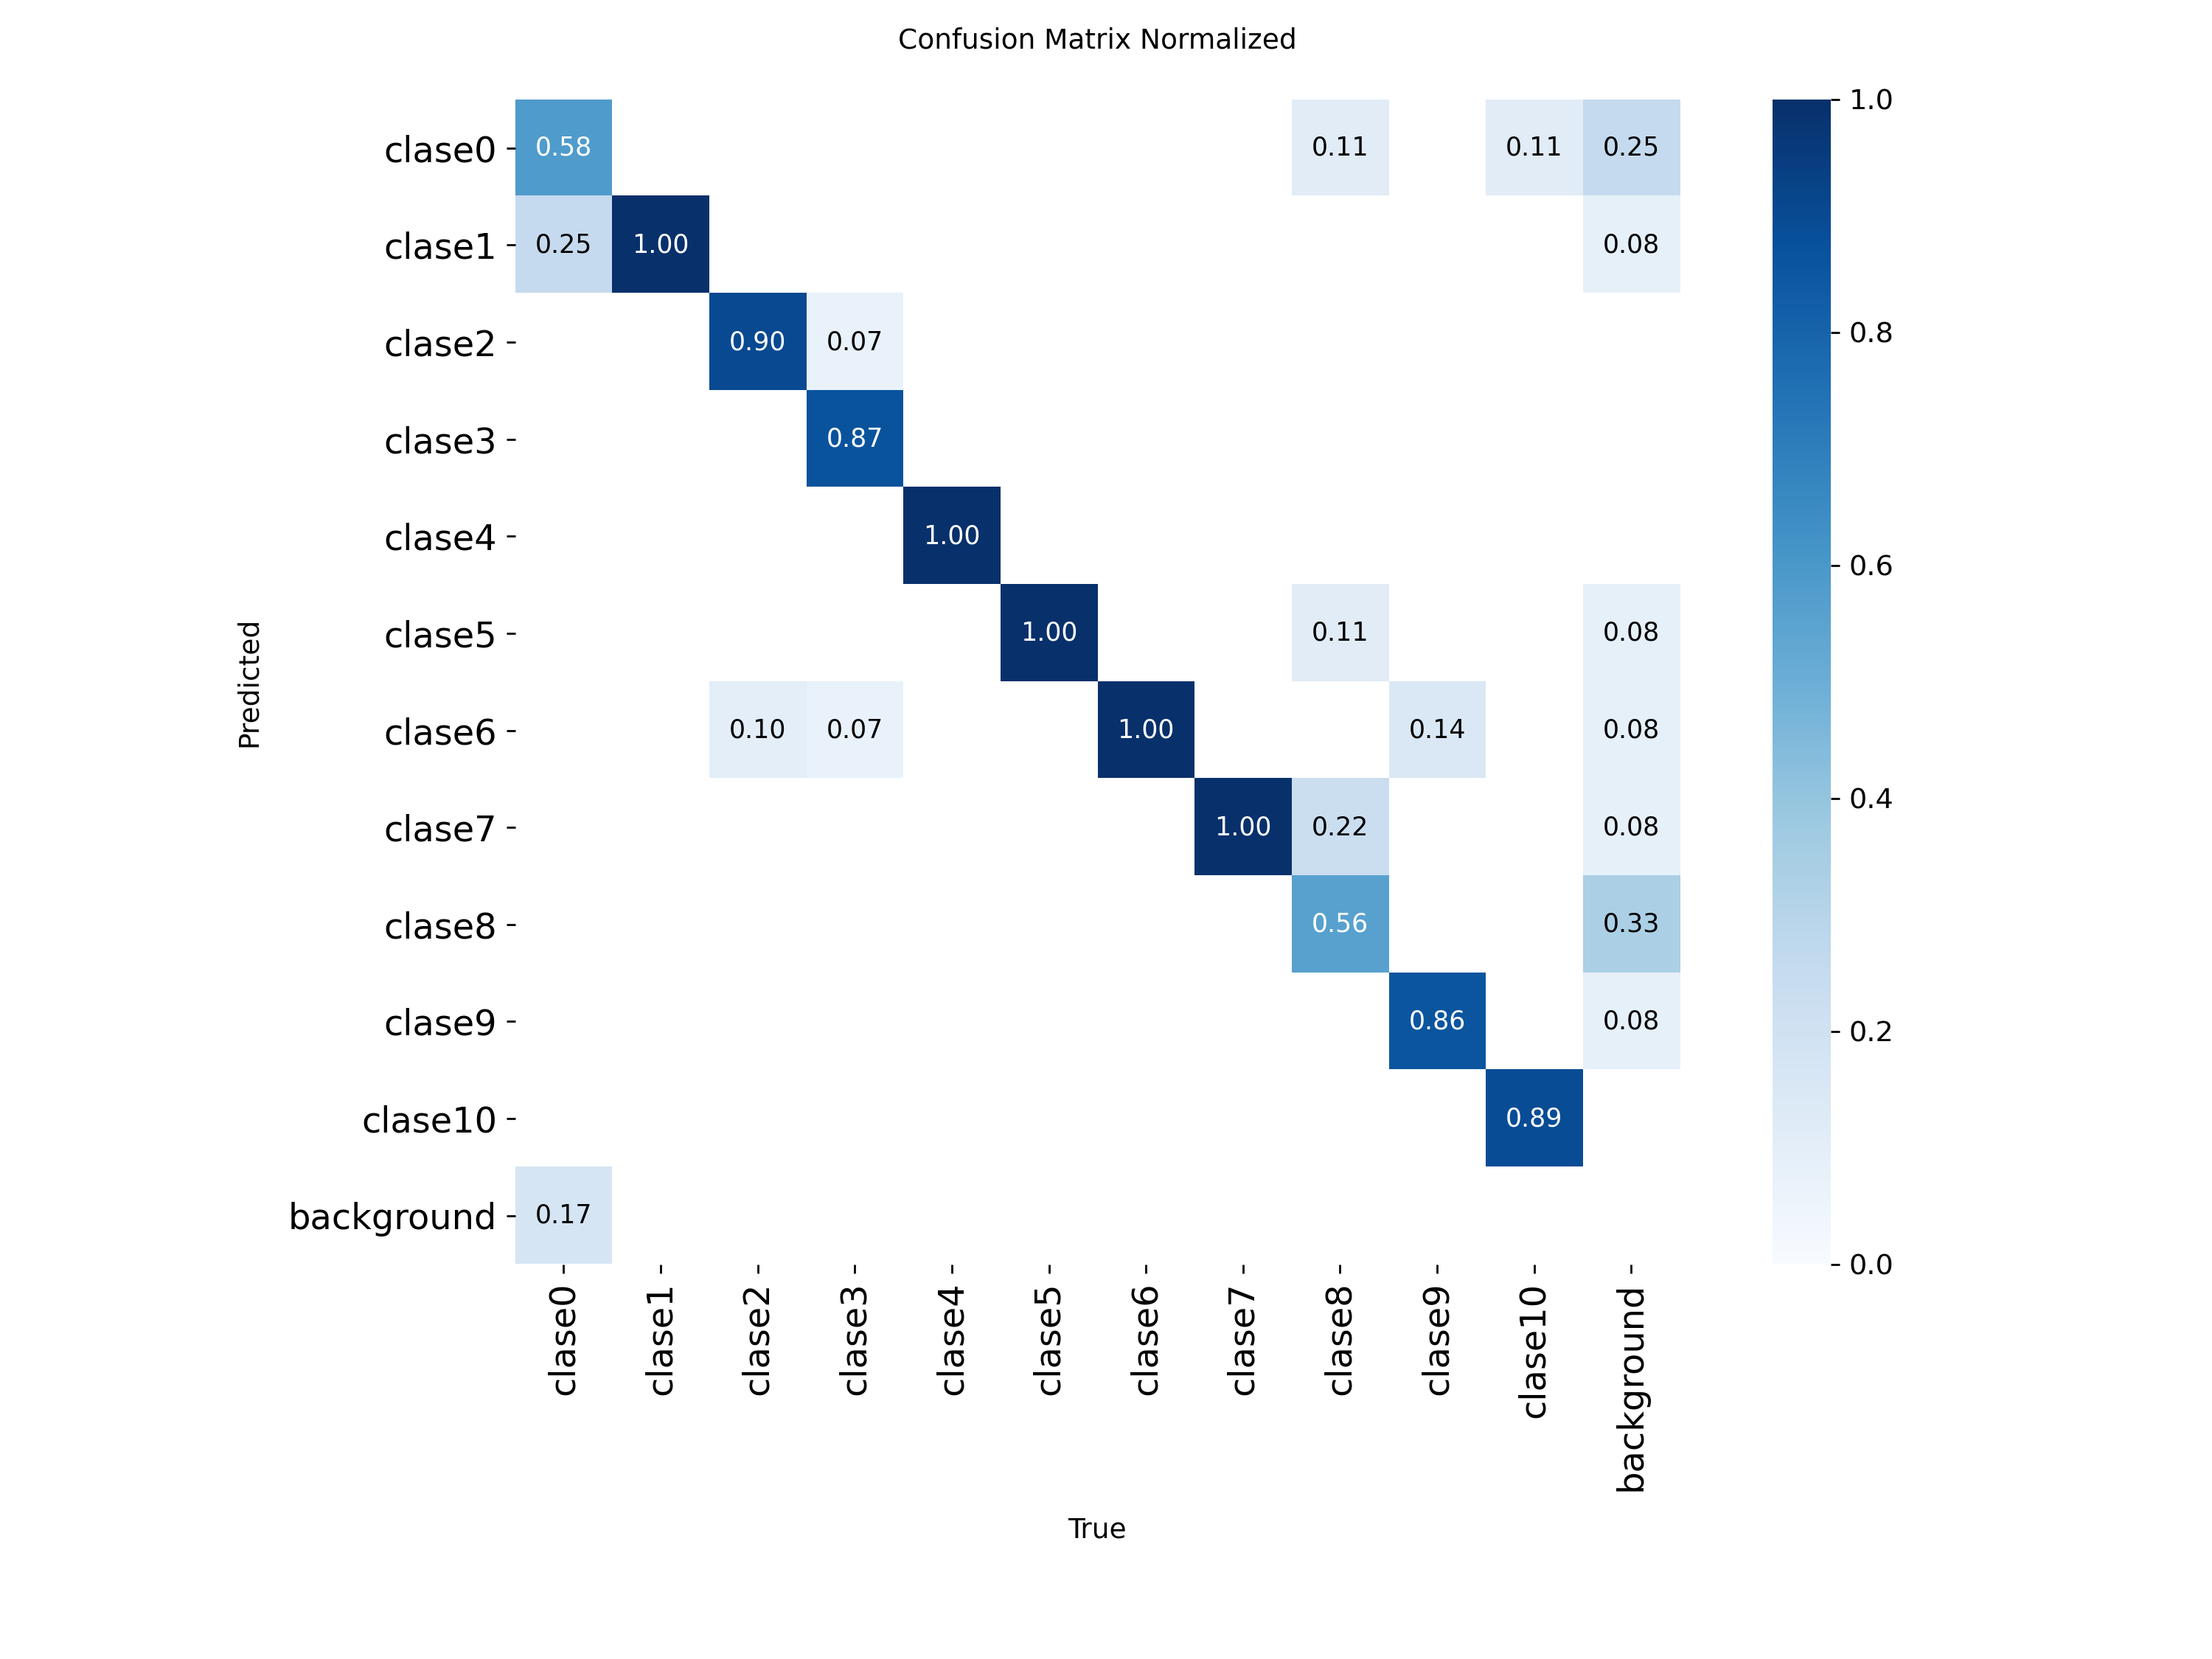 Confusion Matrix Normalized
clase0 0.58 0.11 0.11 0.25
clase1 0.25 1.00 0.08
clase2 0.90 0.07
clase3 0.87
clase4 1.00
clase5 1.00 0.11 0.08
clase6 0.10 0.07 1.00 0.14 0.08
clase7 1.00 0.22 0.08
clase8 0.56 0.33
clase9 0.86 0.08
clase10 0.89
background 0.17
Predicted
clase0 clase1 clase2 clase3 clase4 clase5 clase6 clase7 clase8 clase9 clase10 background
True
1.0
0.8
0.6
0.4
0.2
0.0